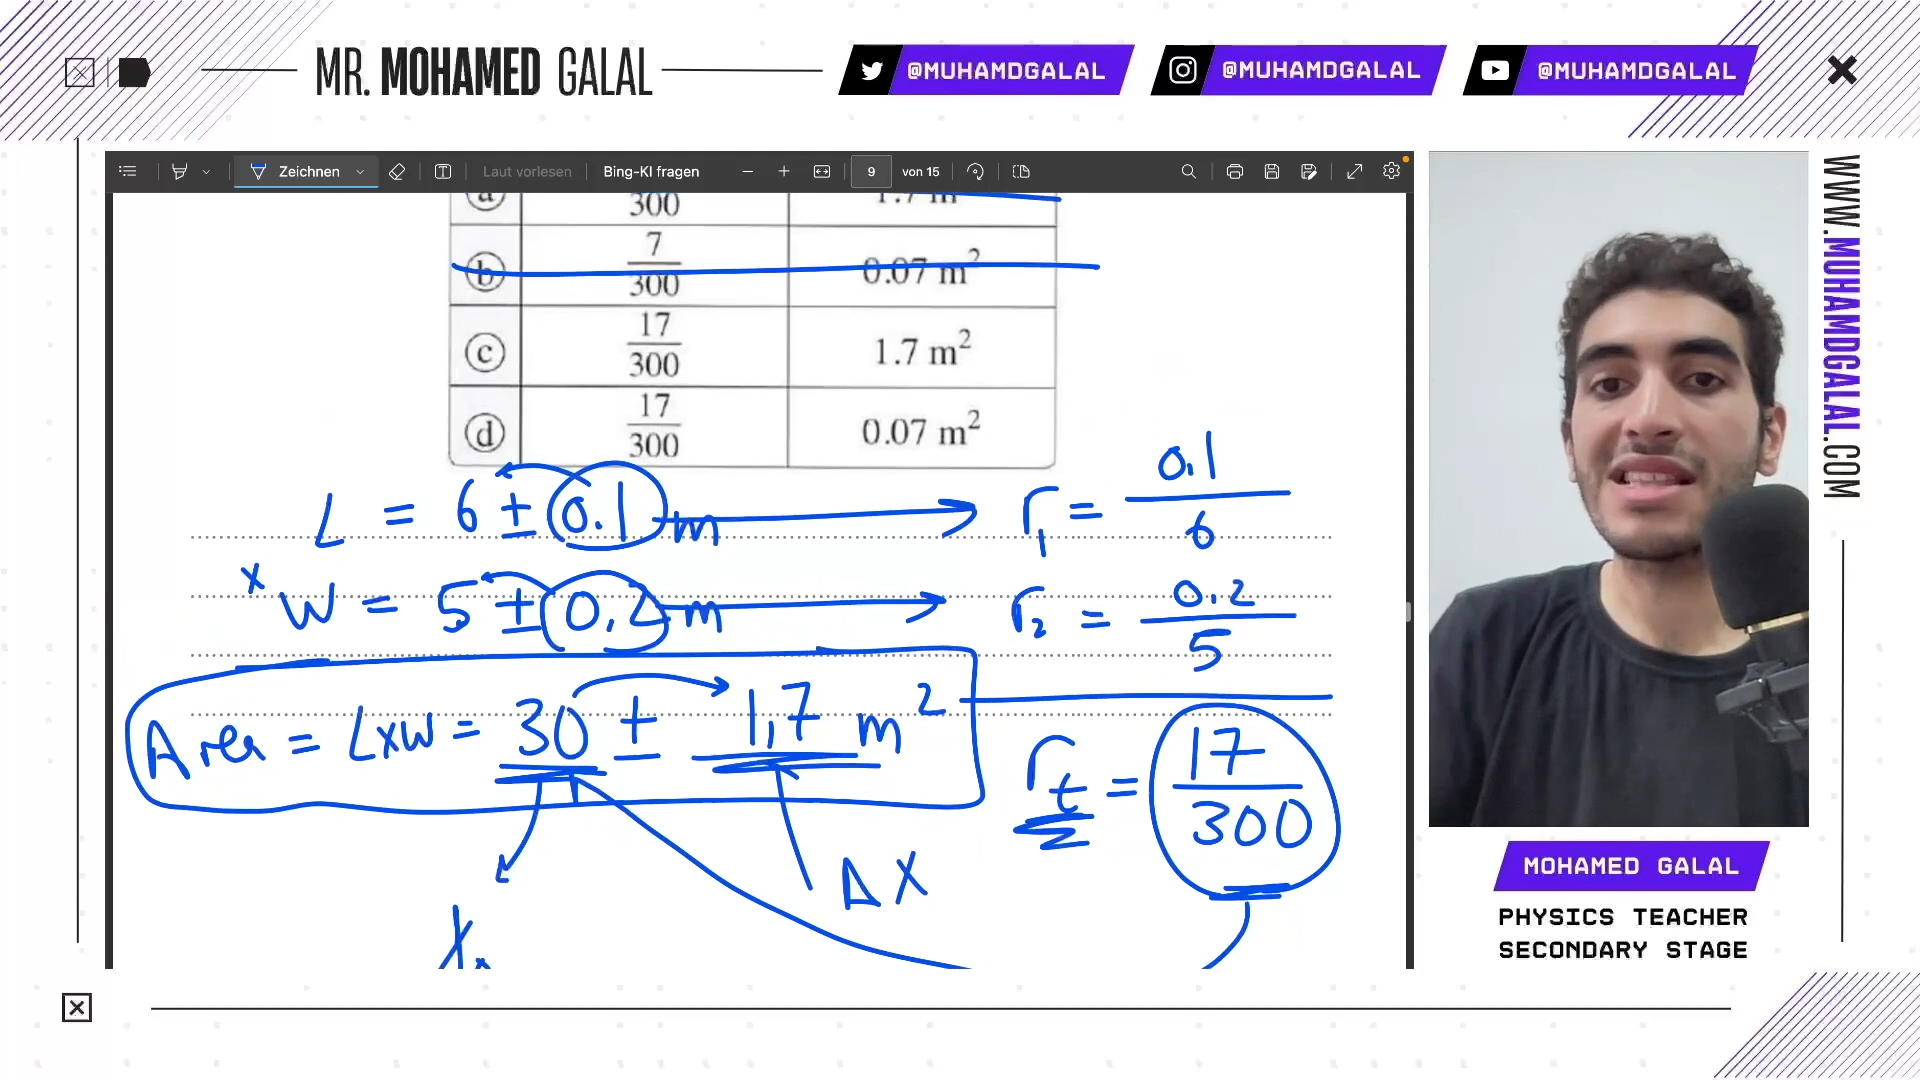 MR. MOHAMED GALAL
@MUHAMDGALAL
@MUHAMDGALAL
@MUHAMDGALAL
WWW.MUHAMDGALAL.COM
Zeichnen
Laut vorlesen
Bing-KI fragen
9 von 15
a 300 1.7 m
b 7/300 0.07 m²
c 17/300 1.7 m²
d 17/300 0.07 m²
L = 6 ± 0.1 m r₁ = 0,1/6
x W = 5 ± 0,2 m r₂ = 0.2/5
Area = L×W = 30 ± 1,7 m² rt = 17/300
ΔX
MOHAMED GALAL
PHYSICS TEACHER
SECONDARY STAGE